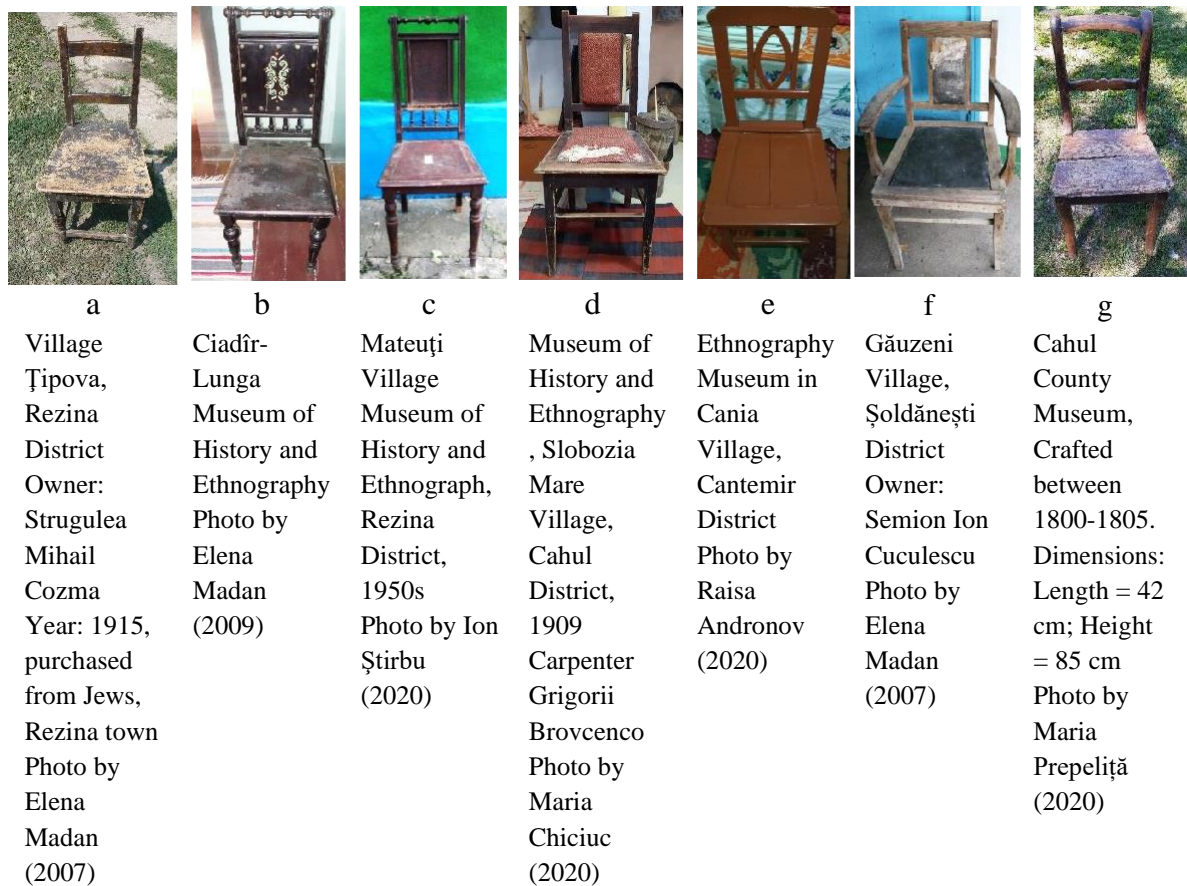 a
Village
Ţipova,
Rezina
District
Owner:
Strugulea
Mihail
Cozma
Year: 1915,
purchased
from Jews,
Rezina town
Photo by
Elena
Madan
(2007)
b
Ciadîr-
Lunga
Museum of
History and
Ethnography
Photo by
Elena
Madan
(2009)
c
Mateuţi
Village
Museum of
History and
Ethnograph,
Rezina
District,
1950s
Photo by Ion
Ştirbu
(2020)
d
Museum of
History and
Ethnography
, Slobozia
Mare
Village,
Cahul
District,
1909
Carpenter
Grigorii
Brovcenco
Photo by
Maria
Chiciuc
(2020)
e
Ethnography
Museum in
Cania
Village,
Cantemir
District
Photo by
Raisa
Andronov
(2020)
f
Găuzeni
Village,
Șoldănești
District
Owner:
Semion Ion
Cuculescu
Photo by
Elena
Madan
(2007)
g
Cahul
County
Museum,
Crafted
between
1800-1805.
Dimensions:
Length = 42
cm; Height
= 85 cm
Photo by
Maria
Prepeliță
(2020)